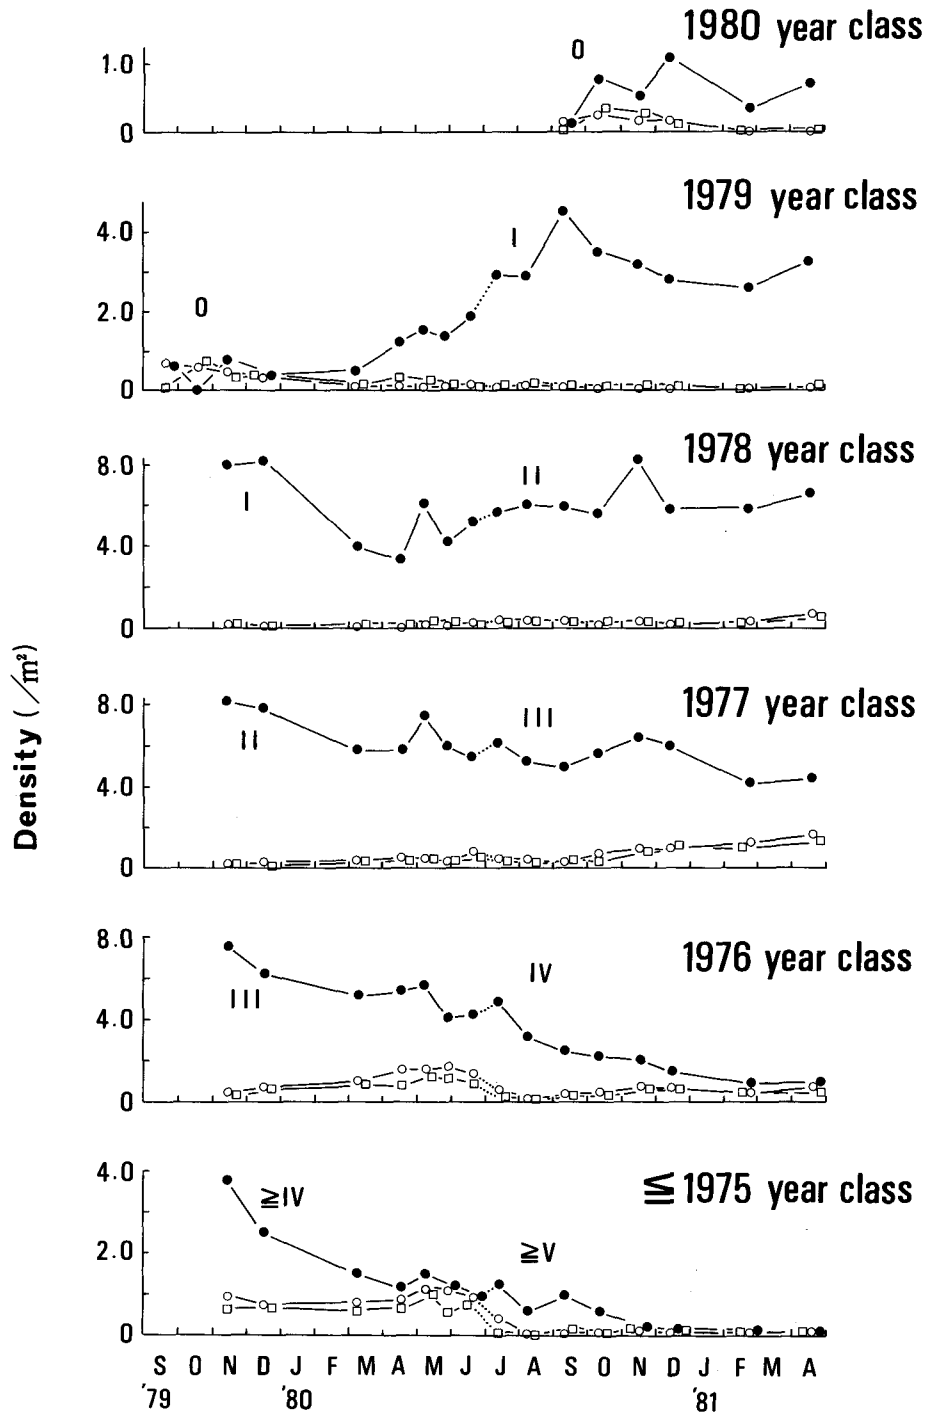 1980 year class
0
1.0
0
1979 year class
4.0
I
0
2.0
0
1978 year class
8.0
II
I
4.0
0
1977 year class
8.0
III
II
4.0
0
1976 year class
8.0
IV
III
4.0
0
≦ 1975 year class
4.0
≧IV
2.0
≧V
0
S O N D J F M A M J J A S O N D J F M A
'79 '80 '81
Density ( /m²)